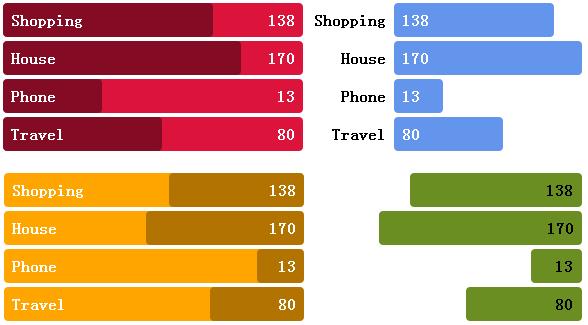 Shopping 138
House 170
Phone 13
Travel 80
Shopping 138
House 170
Phone 13
Travel 80
Shopping 138
House 170
Phone 13
Travel 80
138
170
13
80